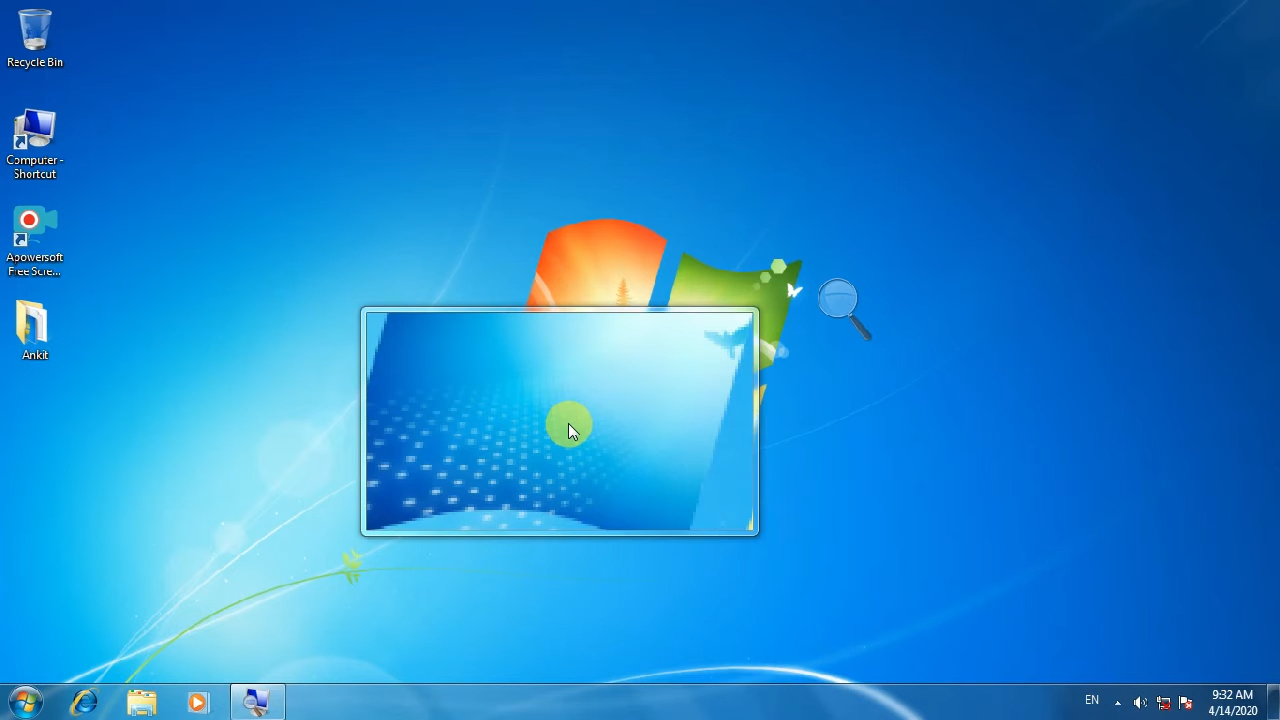 Recycle Bin
Computer -
Shortcut
Apowersoft
Free Scre...
Ankit
EN
9:32 AM
4/14/2020